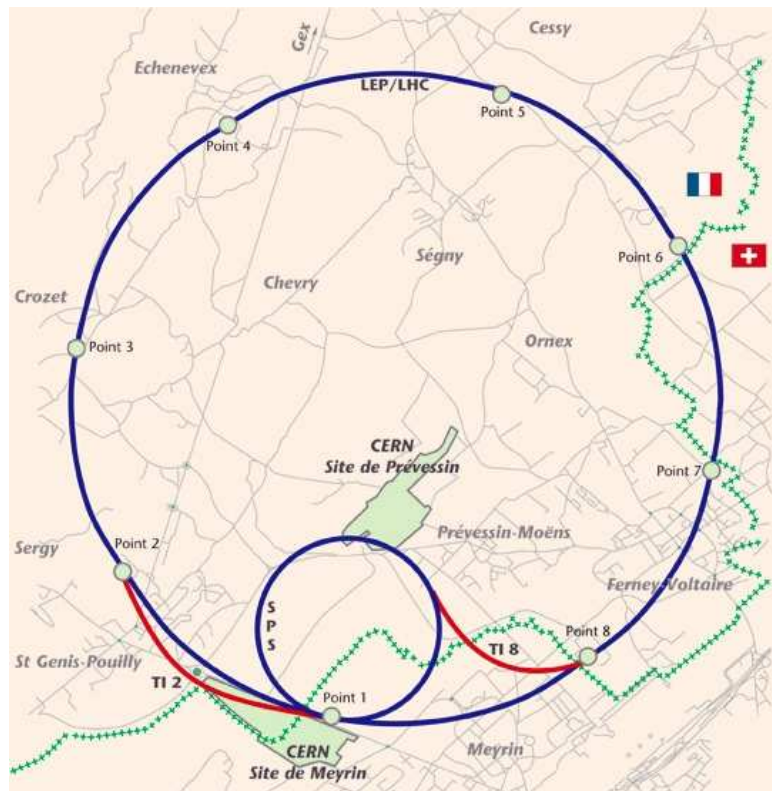 Cessy
Gex
Echenevex
LEP/LHC
Point 5
Point 4
Point 6
Ségny
Chevry
Crozet
Ornex
Point 3
CERN
Site de Prévessin
Point 7
Prévessin-Moëns
Point 2
Sergy
Ferney-Voltaire
S
P
S
Point 8
TI 8
St Genis-Pouilly
TI 2
Point 1
CERN
Site de Meyrin
Meyrin